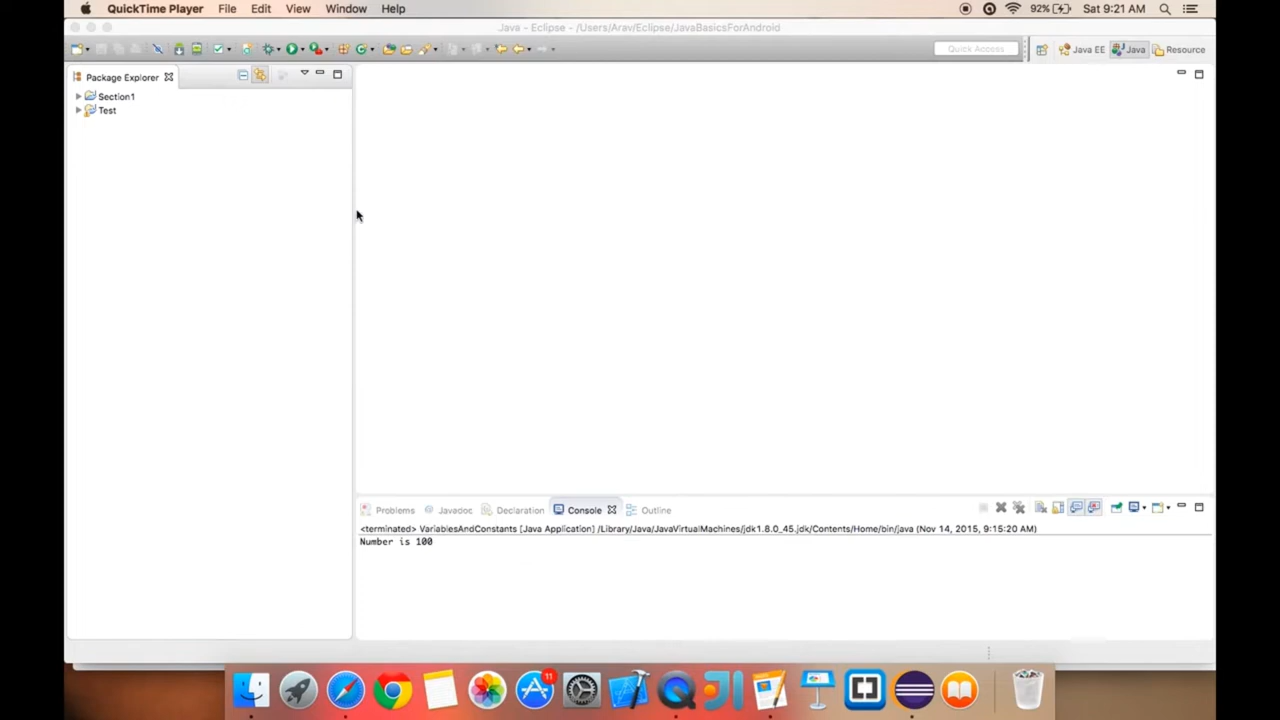 QuickTime Player File Edit View Window Help 92% Sat 9:21 AM
Java - Eclipse - /Users/Arav/Eclipse/JavaBasicsForAndroid
Quick Access Java EE Java Resource
Package Explorer
Section1
Test
Problems Javadoc Declaration Console Outline
<terminated> VariablesAndConstants [Java Application] /Library/Java/JavaVirtualMachines/jdk1.8.0_45.jdk/Contents/Home/bin/java (Nov 14, 2015, 9:15:20 AM)
Number is 100
11